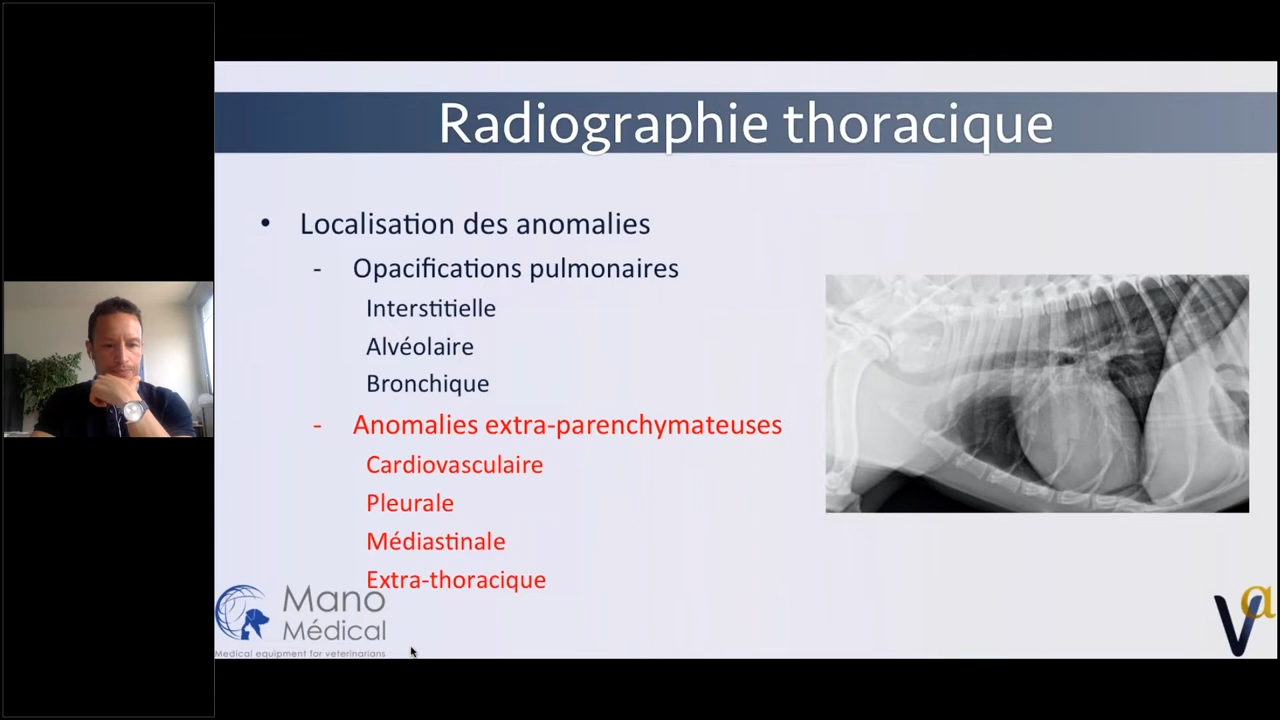 Radiographie thoracique
• Localisation des anomalies
- Opacifications pulmonaires
Interstitielle
Alvéolaire
Bronchique
- Anomalies extra-parenchymateuses
Cardiovasculaire
Pleurale
Médiastinale
Extra-thoracique
Mano
Médical
Medical equipment for veterinarians
V@